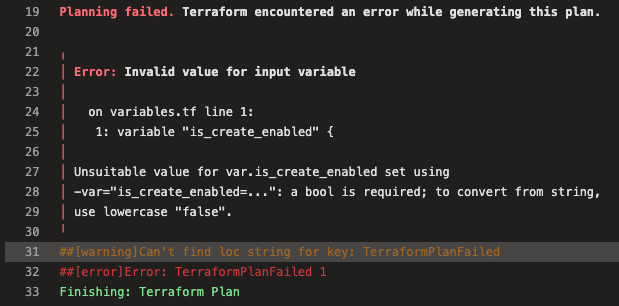 19 Planning failed. Terraform encountered an error while generating this plan.
20
21
22 Error: Invalid value for input variable
23
24 on variables.tf line 1:
25 1: variable "is_create_enabled" {
26
27 Unsuitable value for var.is_create_enabled set using
28 -var="is_create_enabled=...": a bool is required; to convert from string,
29 use lowercase "false".
30
31 ##[warning]Can't find loc string for key: TerraformPlanFailed
32 ##[error]Error: TerraformPlanFailed 1
33 Finishing: Terraform Plan